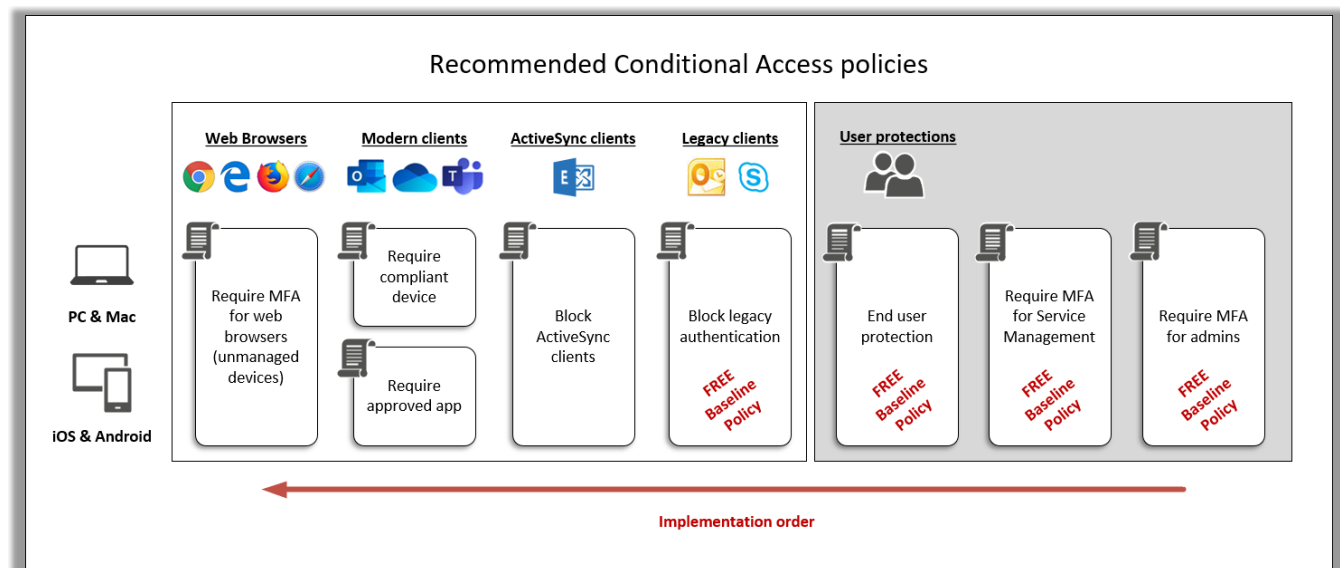 Recommended Conditional Access policies
Web Browsers
Modern clients
ActiveSync clients
Legacy clients
User protections
PC & Mac
iOS & Android
Require MFA
for web
browsers
(unmanaged
devices)
Require
compliant
device
Require
approved app
Block
ActiveSync
clients
Block legacy
authentication
FREE
Baseline
Policy
End user
protection
FREE
Baseline
Policy
Require MFA
for Service
Management
FREE
Baseline
Policy
Require MFA
for admins
FREE
Baseline
Policy
Implementation order